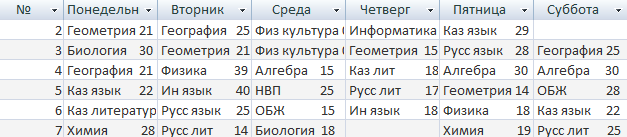 № Понедельн Вторник Среда Четверг Пятница Суббота
2 Геометрия 21 География 25 Физ культура Информатика Каз язык 29
3 Биология 30 Геометрия 21 Физ культура Геометрия 15 Русс язык 28 География 25
4 География 21 Физика 39 Алгебра 15 Каз лит 18 Алгебра 30 Алгебра 30
5 Каз язык 22 Ин язык 40 НВП 25 Русс лит 17 Геометрия 14 ОБЖ 28
6 Каз литератур Русс язык 25 ОБЖ 15 Ин язык 18 Физика 18 Каз язык 22
7 Химия 28 Русс лит 14 Биология 18 Химия 19 Русс лит 25